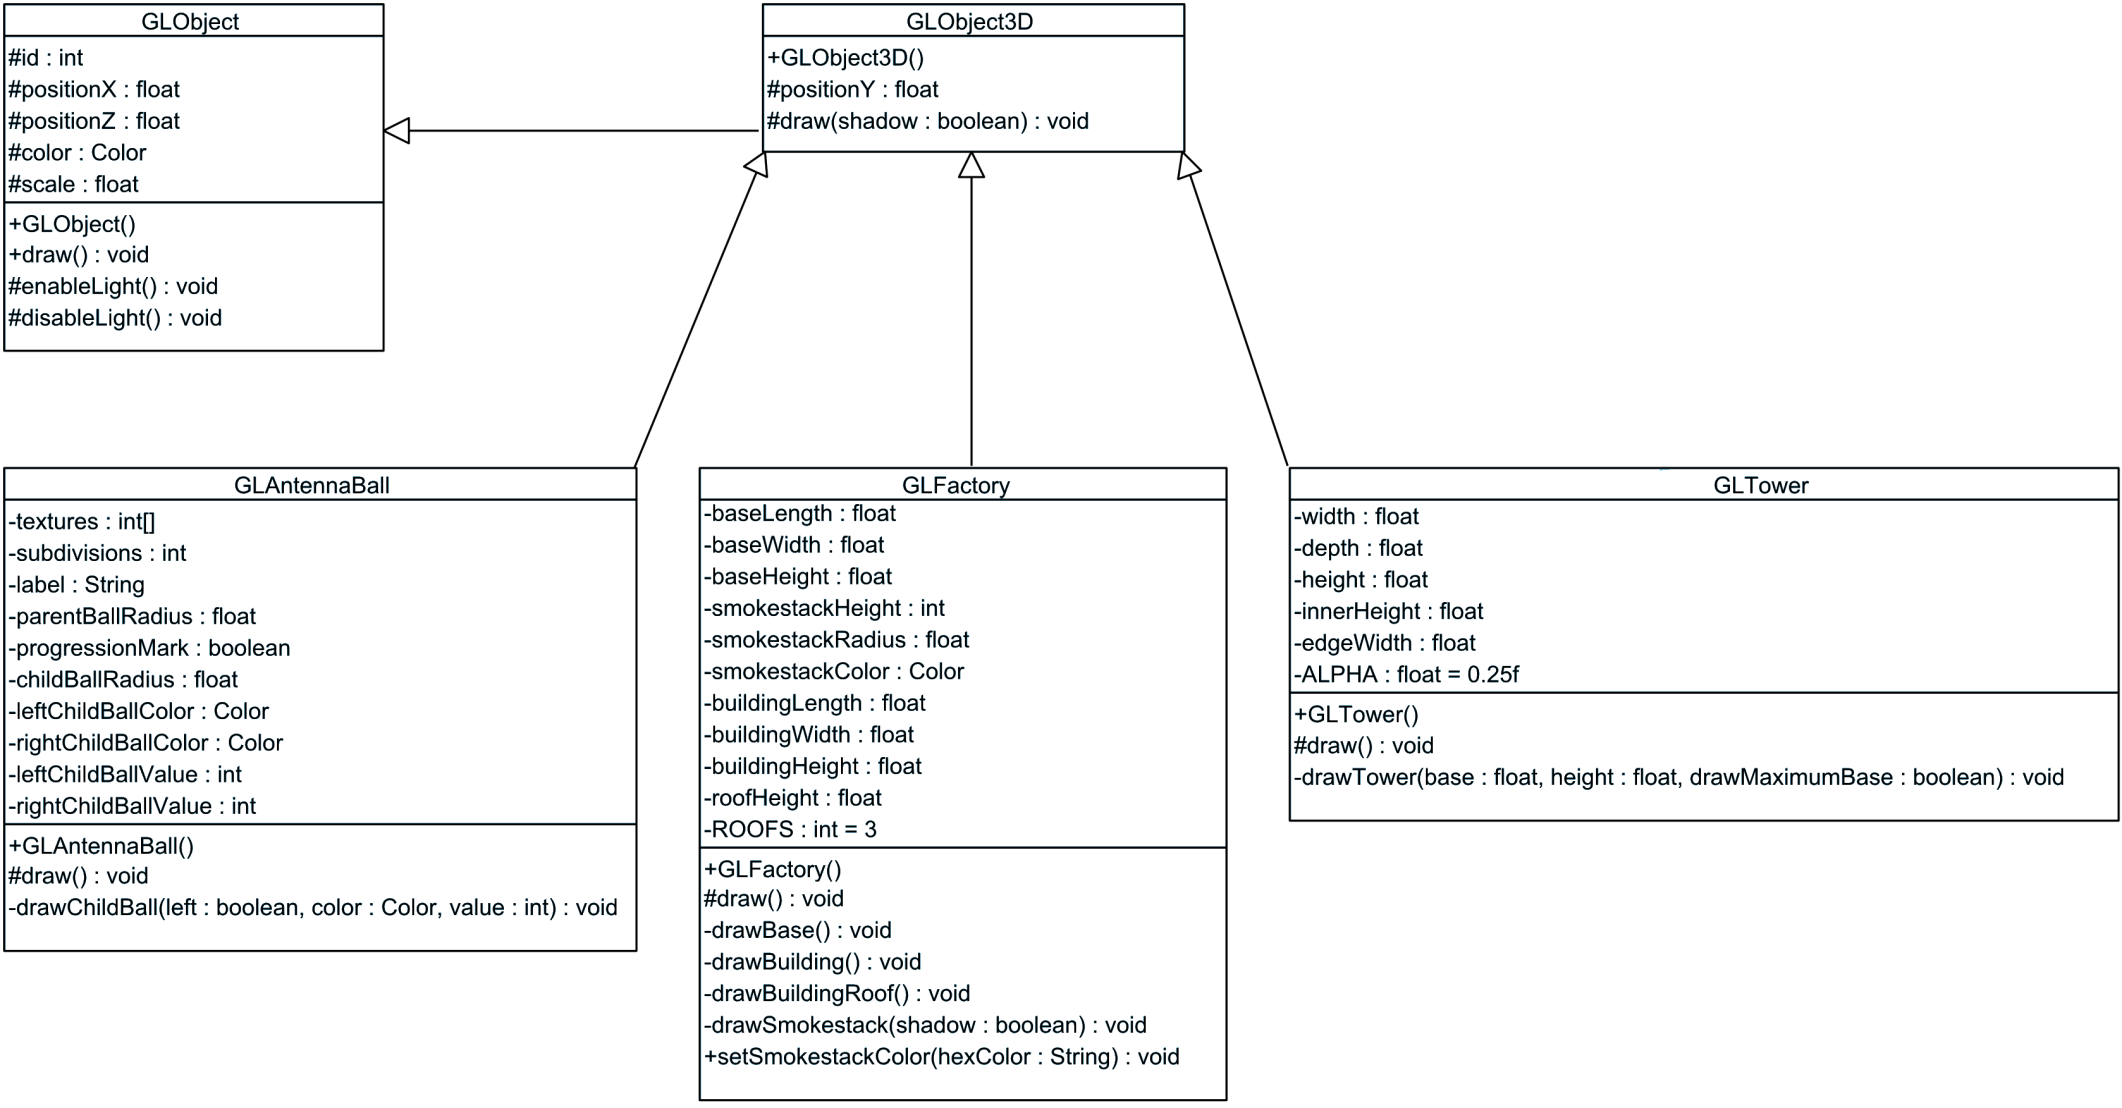 GLObject
#id : int
#positionX : float
#positionZ : float
#color : Color
#scale : float
+GLObject()
+draw() : void
#enableLight() : void
#disableLight() : void
GLObject3D
+GLObject3D()
#positionY : float
#draw(shadow : boolean) : void
GLAntennaBall
-textures : int[]
-subdivisions : int
-label : String
-parentBallRadius : float
-progressionMark : boolean
-childBallRadius : float
-leftChildBallColor : Color
-rightChildBallColor : Color
-leftChildBallValue : int
-rightChildBallValue : int
+GLAntennaBall()
#draw() : void
-drawChildBall(left : boolean, color : Color, value : int) : void
GLFactory
-baseLength : float
-baseWidth : float
-baseHeight : float
-smokestackHeight : int
-smokestackRadius : float
-smokestackColor : Color
-buildingLength : float
-buildingWidth : float
-buildingHeight : float
-roofHeight : float
-ROOFS : int = 3
+GLFactory()
#draw() : void
-drawBase() : void
-drawBuilding() : void
-drawBuildingRoof() : void
-drawSmokestack(shadow : boolean) : void
+setSmokestackColor(hexColor : String) : void
GLTower
-width : float
-depth : float
-height : float
-innerHeight : float
-edgeWidth : float
-ALPHA : float = 0.25f
+GLTower()
#draw() : void
-drawTower(base : float, height : float, drawMaximumBase : boolean) : void